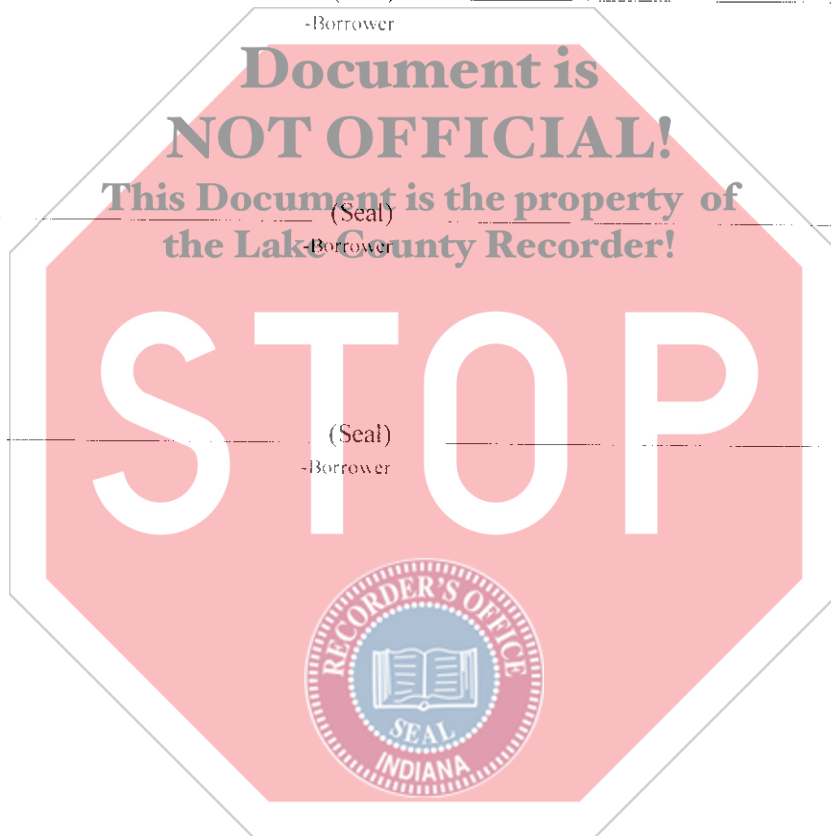 -Borrower
Document is
NOT OFFICIAL!
This Document is the property of
(Seal)
the Lake County Recorder!
-Borrower
STOP
(Seal)
-Borrower
RECORDER'S OFFICE
SEAL
INDIANA